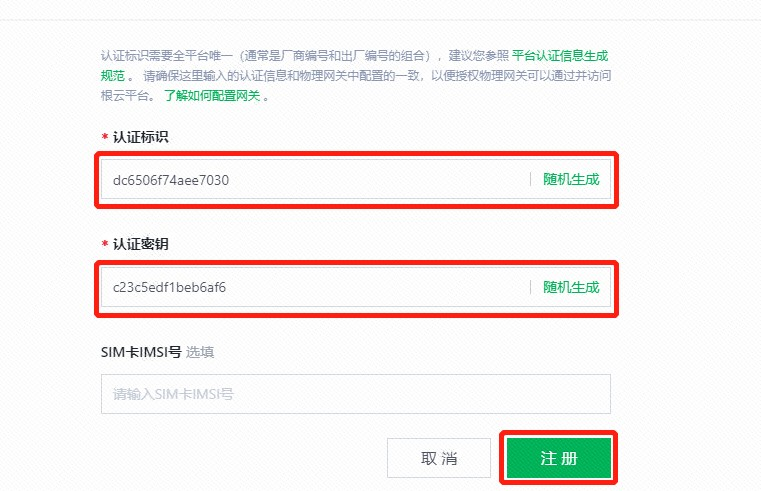 认证标识需要全平台唯一（通常是厂商编号和出厂编号的组合），建议您参照 平台认证信息生成
规范 。 请确保这里输入的认证信息和物理网关中配置的一致，以便授权物理网关可以通过并访问
根云平台。 了解如何配置网关 。
* 认证标识
dc6506f74aee7030 | 随机生成
* 认证密钥
c23c5edf1beb6af6 | 随机生成
SIM卡IMSI号 选填
请输入SIM卡IMSI号
取 消 注 册